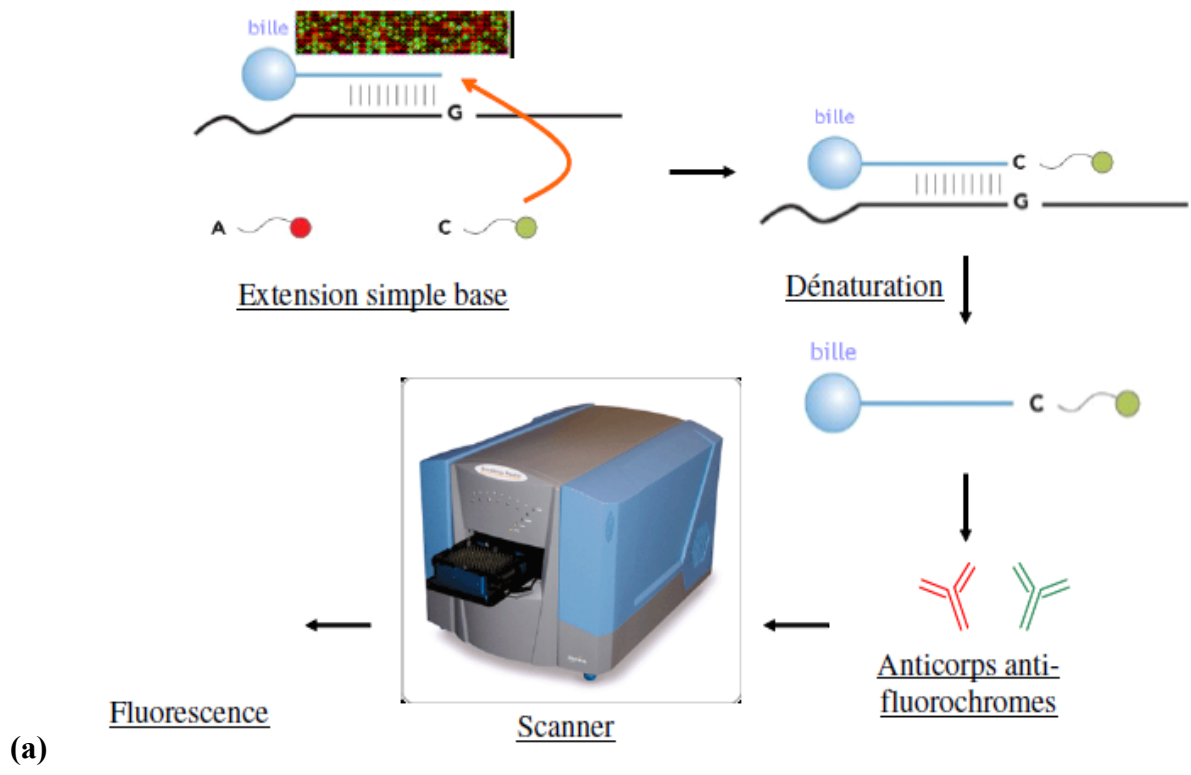 bille
G
A
C
Extension simple base
bille
C
G
Dénaturation
bille
C
Anticorps anti-
fluorochromes
Scanner
Fluorescence
(a)